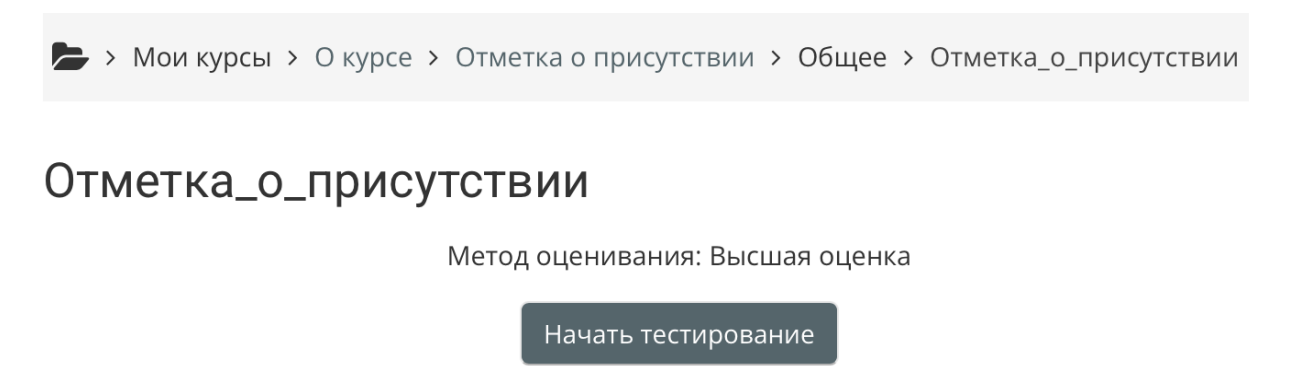 > Мои курсы > О курсе > Отметка о присутствии > Общее > Отметка_о_присутствии
Отметка_о_присутствии
Метод оценивания: Высшая оценка
Начать тестирование